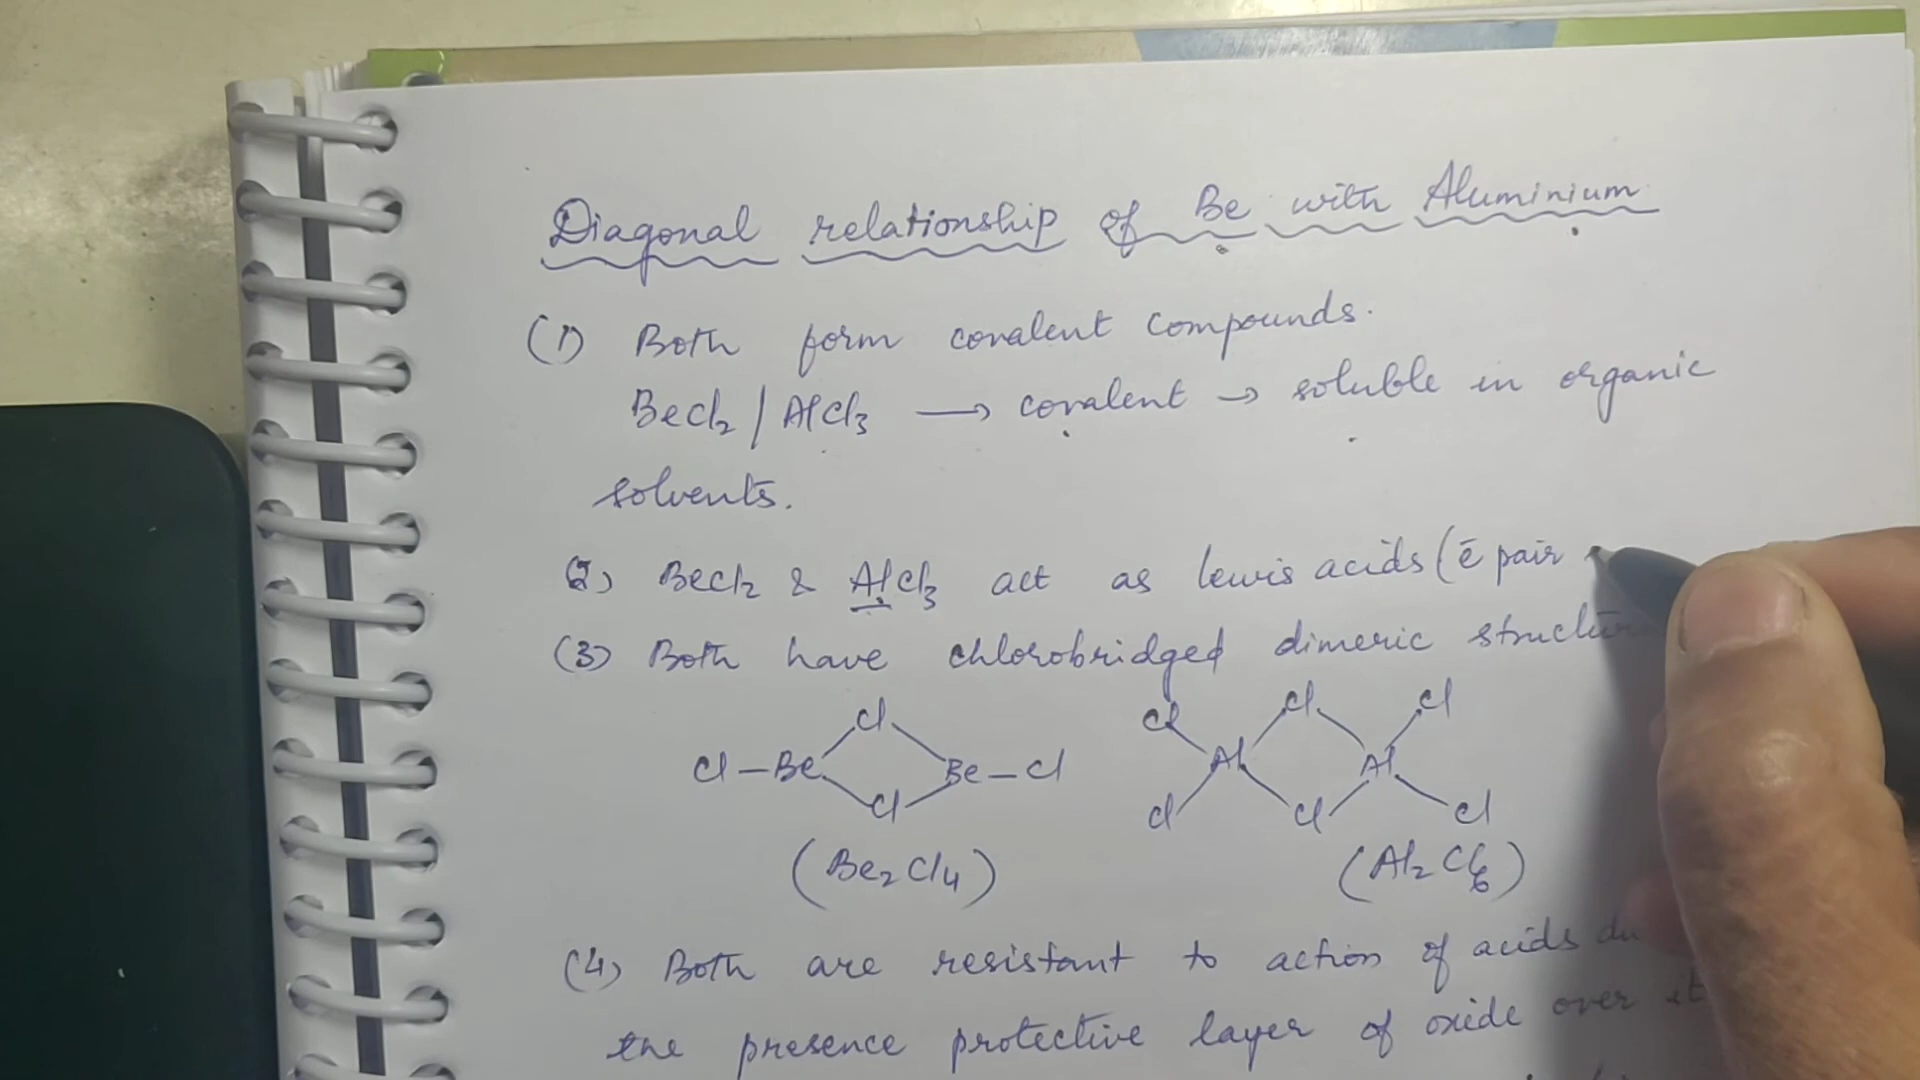 Diagonal relationship of Be with Aluminium
(1) Both form covalent compounds.
BeCl₂ / AlCl₃ → covalent → soluble in organic
solvents.
(2) BeCl₂ & AlCl₃ act as lewis acids (ē pair
(3) Both have chlorobridged dimeric
Cl Cl Cl Cl
Cl – Be Be – Cl Al Al
Cl Cl Cl Cl
(Be₂Cl₄) (Al₂Cl₆)
(4) Both are resistant to action of acids
the presence protective layer of oxide over